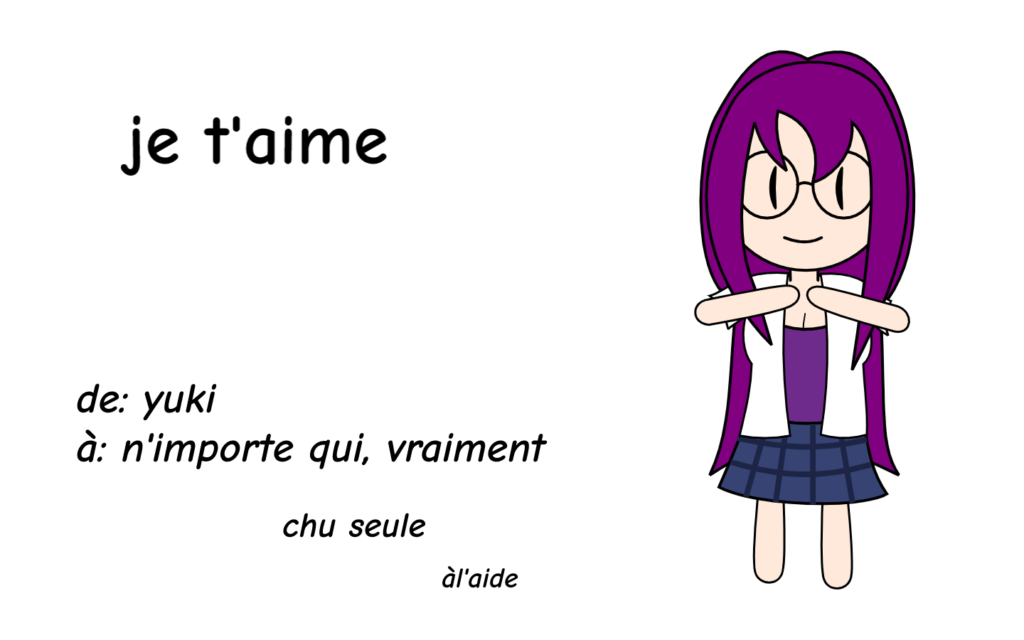 je t'aime
de: yuki
à: n'importe qui, vraiment
chu seule
àl'aide